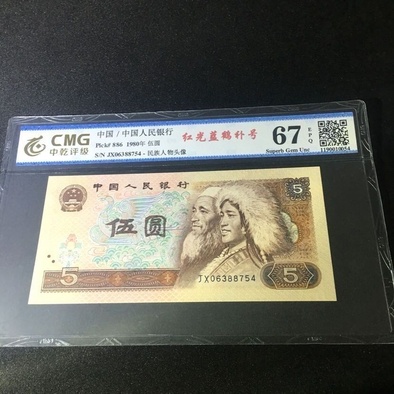 CMG
中乾评级
中国 / 中国人民银行
Pick# 886 1980年 伍圆
S/N JX06388754 - 民族人物头像
红光蓝鹤补号
67 EPQ
Superb Gem Unc
1190010054
中国人民银行
5
伍圆
5
JX06388754
5